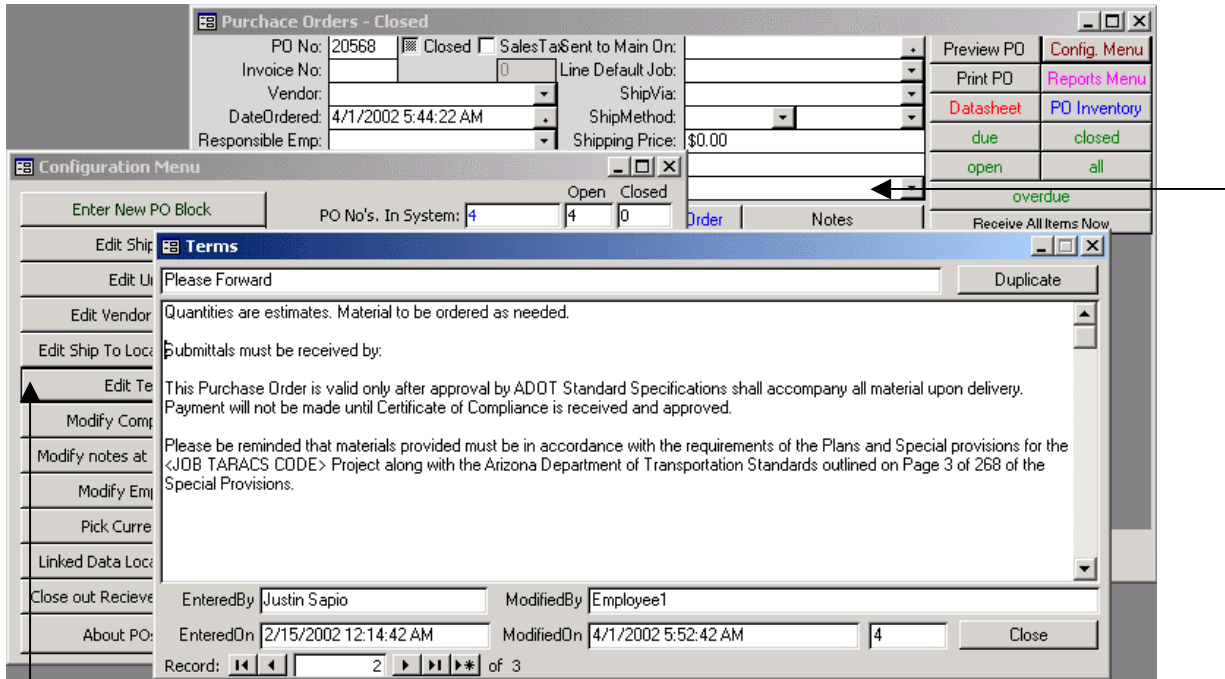 Purchace Orders - Closed
PO No: 20568 Closed SalesTax Sent to Main On:
Preview PO Config. Menu
Invoice No: 0 Line Default Job:
Print PO Reports Menu
Vendor: ShipVia:
Datasheet PO Inventory
DateOrdered: 4/1/2002 5:44:22 AM ShipMethod:
due closed
Responsible Emp: Shipping Price: $0.00
open all
overdue
Order Notes
Receive All Items Now
Configuration Menu
Open Closed
Enter New PO Block PO No's. In System: 4 4 0
Edit Ship
Edit
Edit Vendor
Edit Ship To Loca
Edit Te
Modify Comp
Modify notes at
Modify Emp
Pick Curre
Linked Data Loca
Close out Recieve
About PO
Terms
Please Forward Duplicate
Quantities are estimates. Material to be ordered as needed.
Submittals must be received by:
This Purchase Order is valid only after approval by ADOT Standard Specifications shall accompany all material upon delivery.
Payment will not be made until Certificate of Compliance is received and approved.
Please be reminded that materials provided must be in accordance with the requirements of the Plans and Special provisions for the
<JOB TARACS CODE> Project along with the Arizona Department of Transportation Standards outlined on Page 3 of 268 of the
Special Provisions.
EnteredBy Justin Sapio ModifiedBy Employee1
EnteredOn 2/15/2002 12:14:42 AM ModifiedOn 4/1/2002 5:52:42 AM 4 Close
Record: 2 of 3